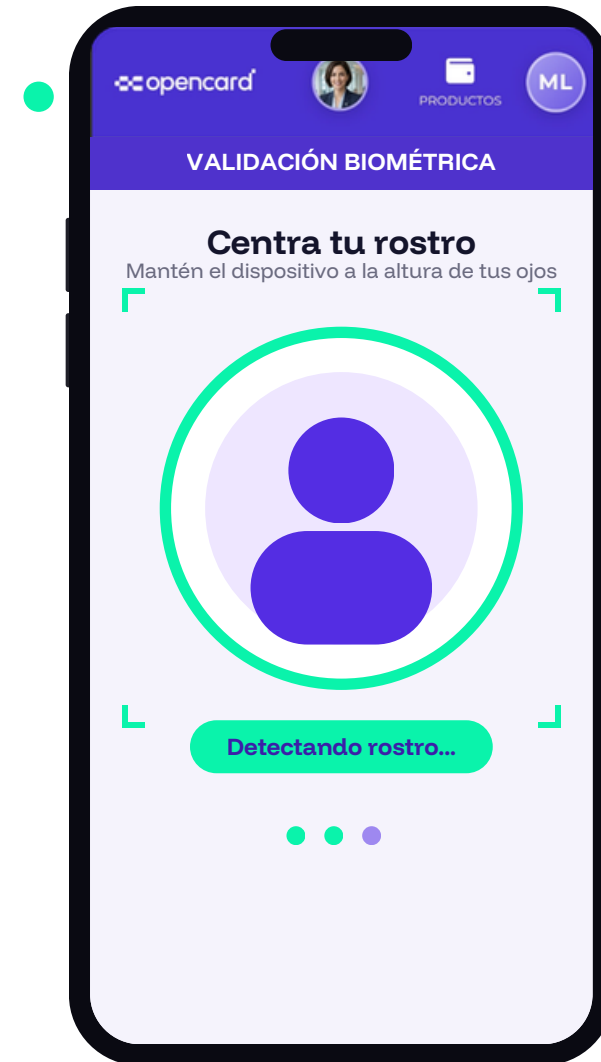 opencard
PRODUCTOS
ML
VALIDACIÓN BIOMÉTRICA
Centra tu rostro
Mantén el dispositivo a la altura de tus ojos
Detectando rostro...